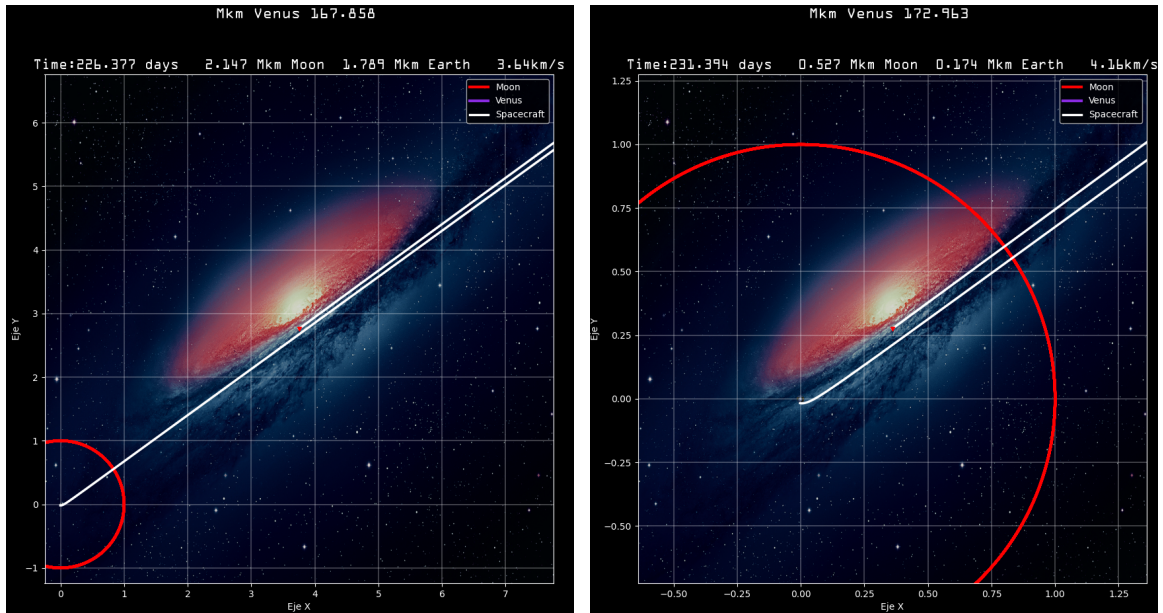 Mkm Venus 167.858
Time:226.377 days 2.147 Mkm Moon 1.789 Mkm Earth 3.64km/s
Moon
Venus
Spacecraft
6
5
4
3
2
1
0
−1
Eje Y
0 1 2 3 4 5 6 7
Eje X
Mkm Venus 172.963
Time:231.394 days 0.527 Mkm Moon 0.174 Mkm Earth 4.16km/s
Moon
Venus
Spacecraft
1.25
1.00
0.75
0.50
0.25
0.00
−0.25
−0.50
Eje Y
−0.50 −0.25 0.00 0.25 0.50 0.75 1.00 1.25
Eje X